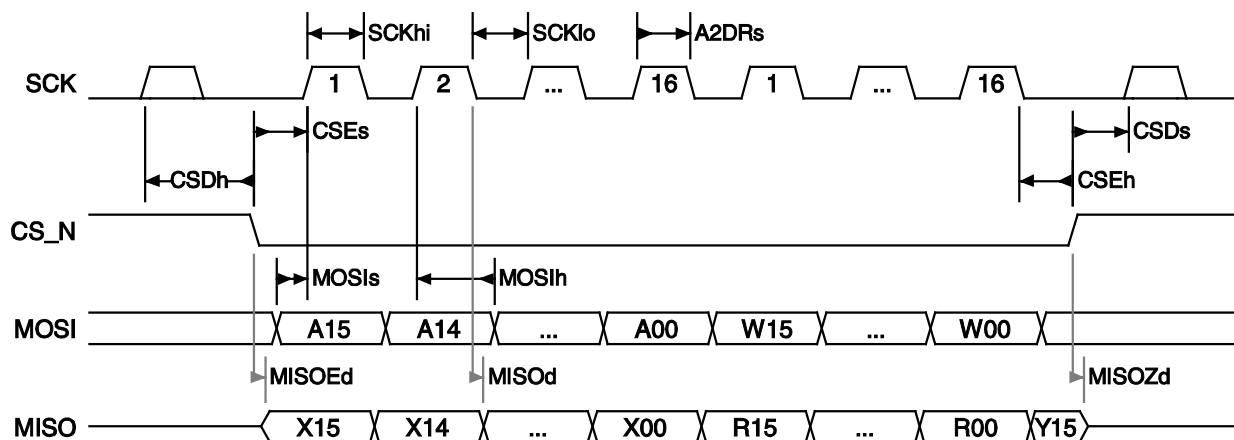 SCKhi SCKlo A2DRs
SCK 1 2 ... 16 1 ... 16
CSEs CSDs
CSDh CSEh
CS_N
MOSIs MOSIh
MOSI A15 A14 ... A00 W15 ... W00
MISOEd MISOd MISOZd
MISO X15 X14 ... X00 R15 ... R00 Y15